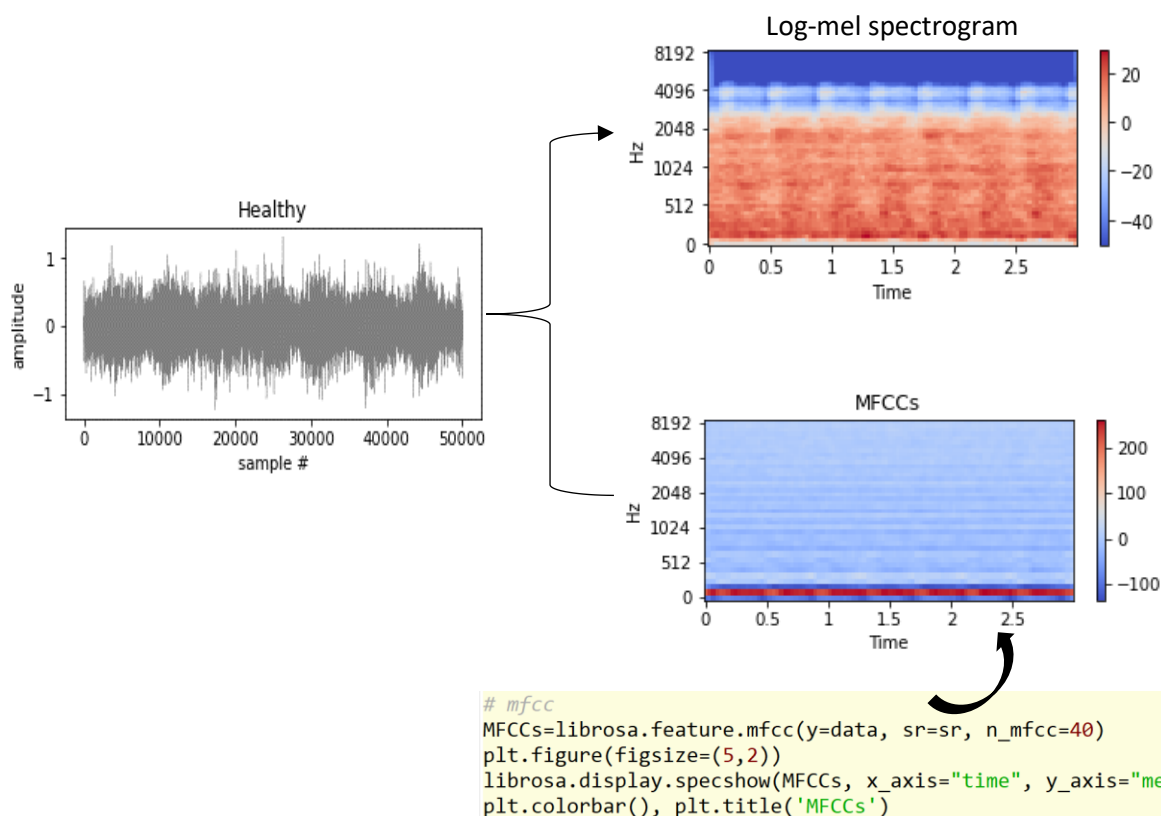 Log-mel spectrogram
8192
4096
2048
1024
512
0
Hz
0
0.5
1
1.5
2
2.5
Time
20
0
−20
−40
Healthy
1
0
−1
amplitude
0
10000
20000
30000
40000
50000
sample #
MFCCs
8192
4096
2048
1024
512
0
Hz
0
0.5
1
1.5
2
2.5
Time
200
100
0
−100
# mfcc
MFCCs=librosa.feature.mfcc(y=data, sr=sr, n_mfcc=40)
plt.figure(figsize=(5,2))
librosa.display.specshow(MFCCs, x_axis="time", y_axis="me
plt.colorbar(), plt.title('MFCCs')